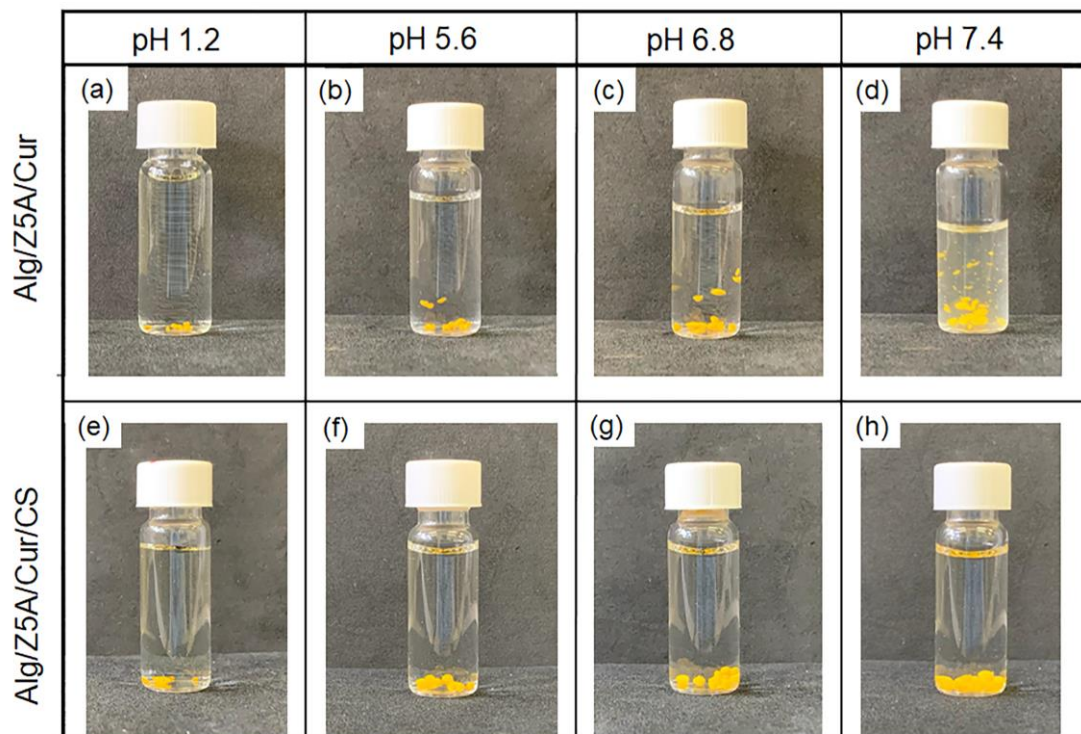 pH 1.2
pH 5.6
pH 6.8
pH 7.4
Alg/Z5A/Cur
(a)
(b)
(c)
(d)
Alg/Z5A/Cur/CS
(e)
(f)
(g)
(h)